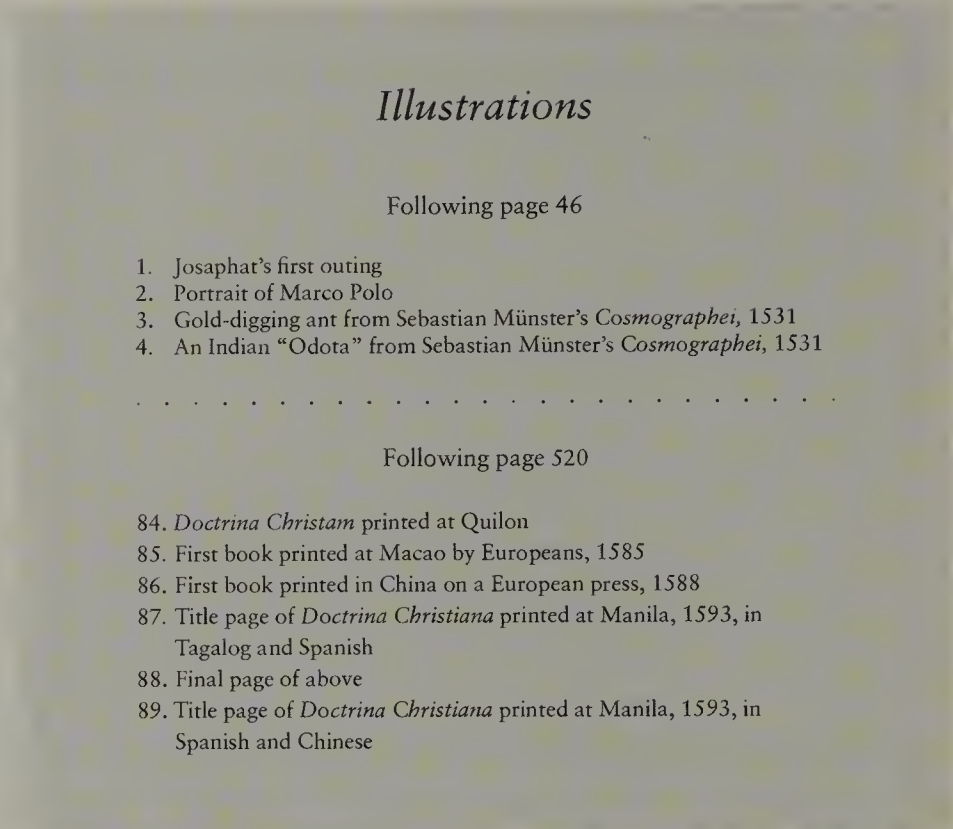 Illustrations
Following page 46
1. Josaphat's first outing
2. Portrait of Marco Polo
3. Gold-digging ant from Sebastian Münster's Cosmographei, 1531
4. An Indian “Odota” from Sebastian Münster's Cosmographei, 1531
. . . . . . . . . . . . . . . . . . . . . . . . .
Following page 520
84. Doctrina Christam printed at Quilon
85. First book printed at Macao by Europeans, 1585
86. First book printed in China on a European press, 1588
87. Title page of Doctrina Christiana printed at Manila, 1593, in
Tagalog and Spanish
88. Final page of above
89. Title page of Doctrina Christiana printed at Manila, 1593, in
Spanish and Chinese